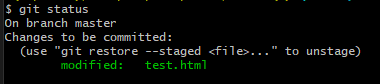 $ git status
On branch master
Changes to be committed:
  (use "git restore --staged <file>..." to unstage)
        modified:   test.html